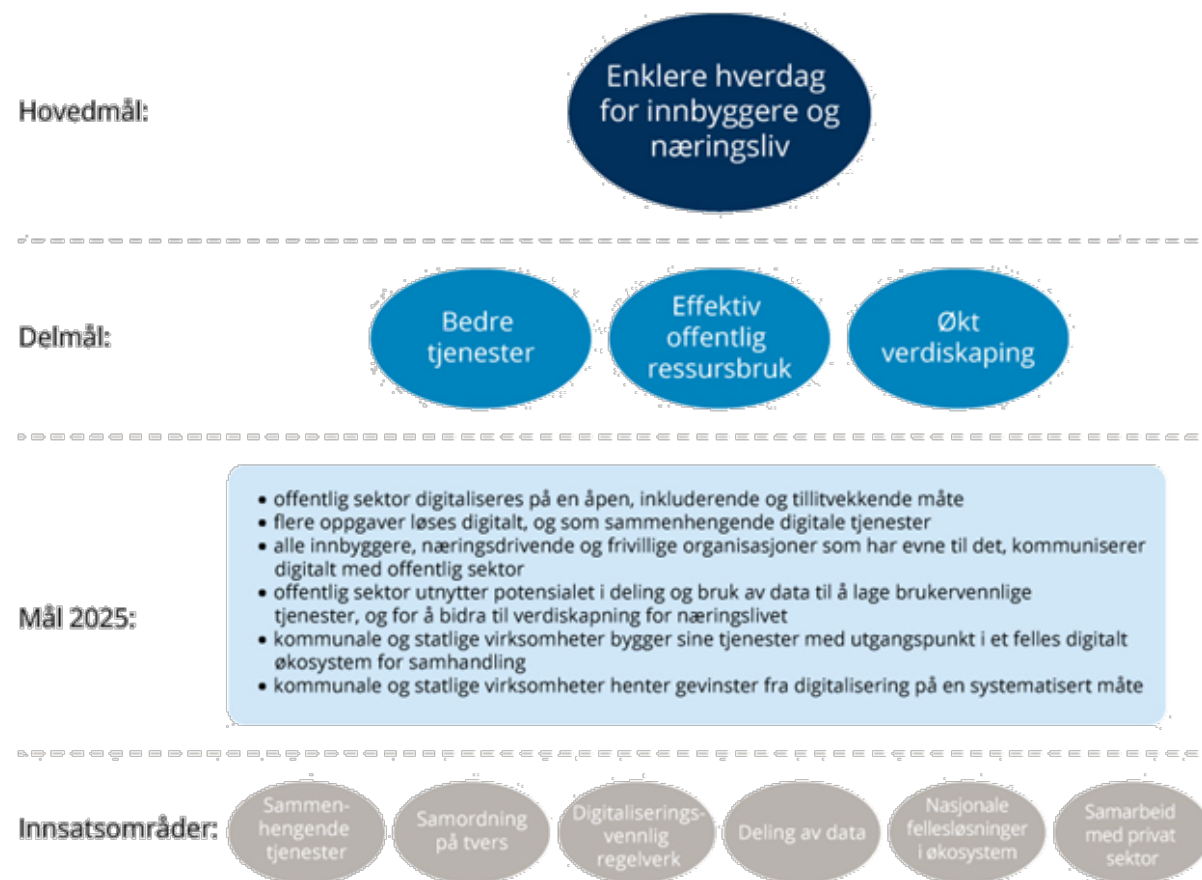 Hovedmål:
Enklere hverdag
for innbyggere og
næringsliv
Delmål:
Bedre
tjenester
Effektiv
offentlig
ressursbruk
Økt
verdiskaping
Mål 2025:
• offentlig sektor digitaliseres på en åpen, inkluderende og tillitvekkende måte
• flere oppgaver løses digitalt, og som sammenhengende digitale tjenester
• alle innbyggere, næringsdrivende og frivillige organisasjoner som har evne til det, kommuniserer
digitalt med offentlig sektor
• offentlig sektor utnytter potensialet i deling og bruk av data til å lage brukervennlige
tjenester, og for å bidra til verdiskapning for næringslivet
• kommunale og statlige virksomheter bygger sine tjenester med utgangspunkt i et felles digitalt
økosystem for samhandling
• kommunale og statlige virksomheter henter gevinster fra digitalisering på en systematisert måte
Innsatsområder:
Sammen-
hengende
tjenester
Samordning
på tvers
Digitaliserings-
vennlig
regelverk
Deling av data
Nasjonale
fellesløsninger
i økosystem
Samarbeid
med privat
sektor